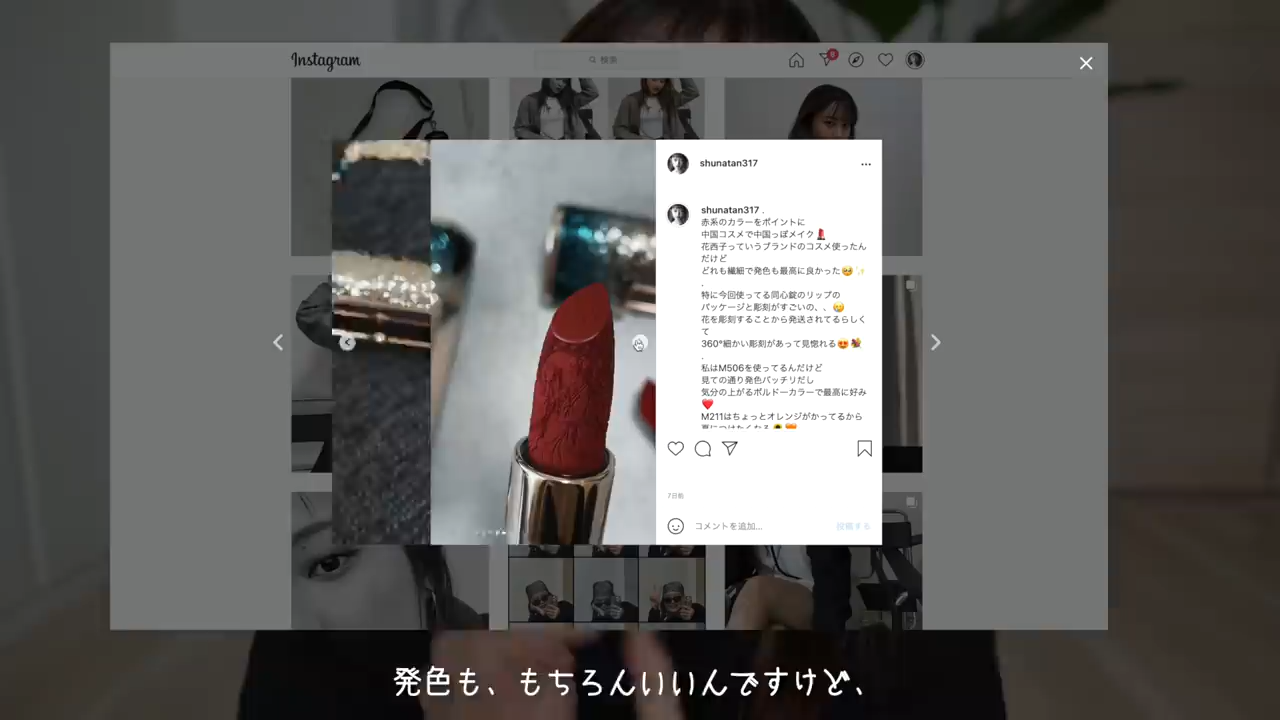 Instagram
検索
8
shunatan317
shunatan317 .
赤系のカラーをポイントに
中国コスメで中国っぽメイク💄
花西子っていうブランドのコスメ使ったん
だけど
どれも繊細で発色も最高に良かった🥺✨
.
特に今回使ってる同心錠のリップの
パッケージと彫刻がすごいの、、🥺
花を彫刻することから発送されてるらしく
て
360°細かい彫刻があって見惚れる😍
.
私はM506を使ってるんだけど
見ての通り発色バッチリだし
気分の上がるボルドーカラーで最高に好み
❤️
M211はちょっとオレンジがかってるから
7日前
コメントを追加...
投稿する
発色も、もちろんいいんですけど、